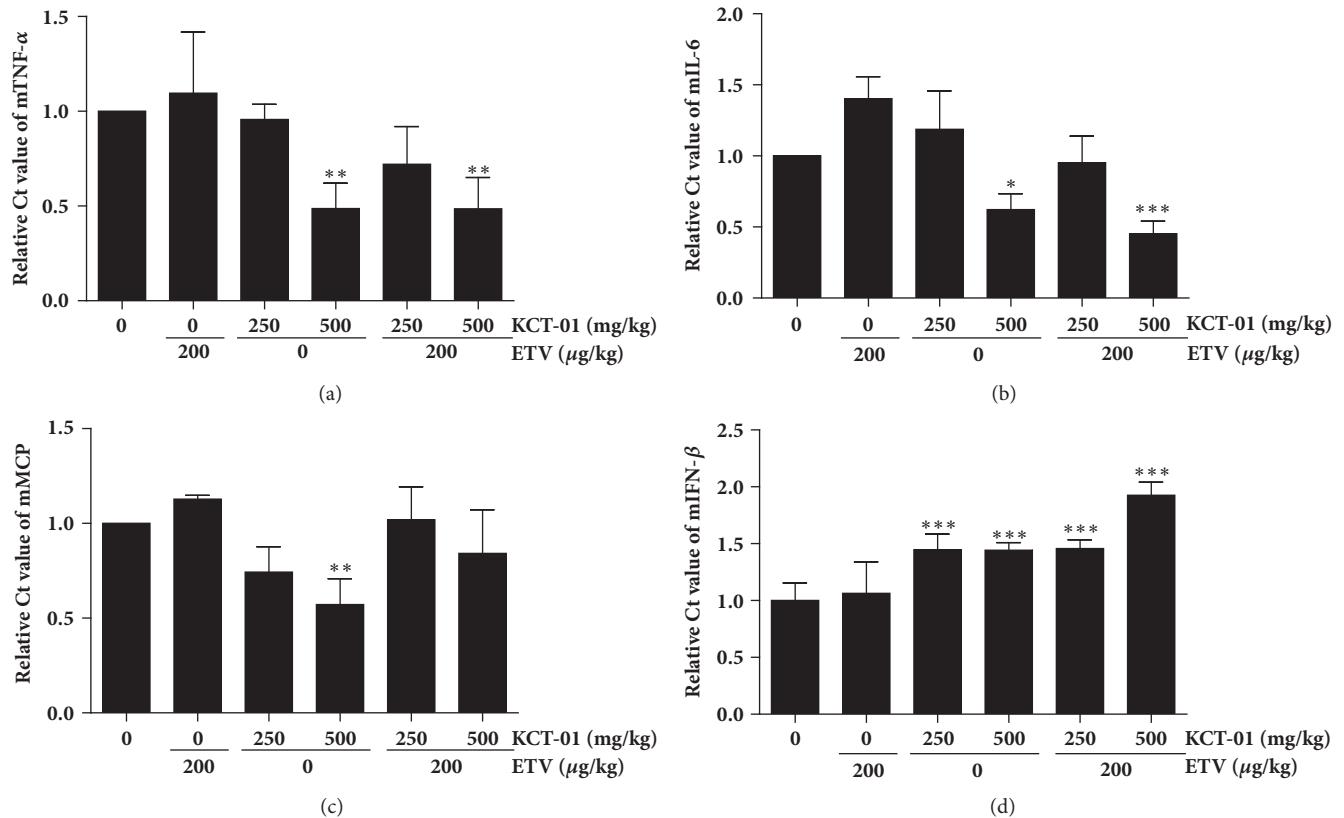 Relative Ct value of mTNF-α
1.5
1.0
0.5
0.0
** **
0 0 250 500 250 500 KCT-01 (mg/kg)
200 0 200 ETV (μg/kg)
(a)
Relative Ct value of mIL-6
2.0
1.5
1.0
0.5
0.0
* ***
0 0 250 500 250 500 KCT-01 (mg/kg)
200 0 200 ETV (μg/kg)
(b)
Relative Ct value of mMCP
1.5
1.0
0.5
0.0
**
0 0 250 500 250 500 KCT-01 (mg/kg)
200 0 200 ETV (μg/kg)
(c)
Relative Ct value of mIFN-β
2.5
2.0
1.5
1.0
0.5
0.0
*** *** *** ***
0 0 250 500 250 500 KCT-01 (mg/kg)
200 0 200 ETV (μg/kg)
(d)